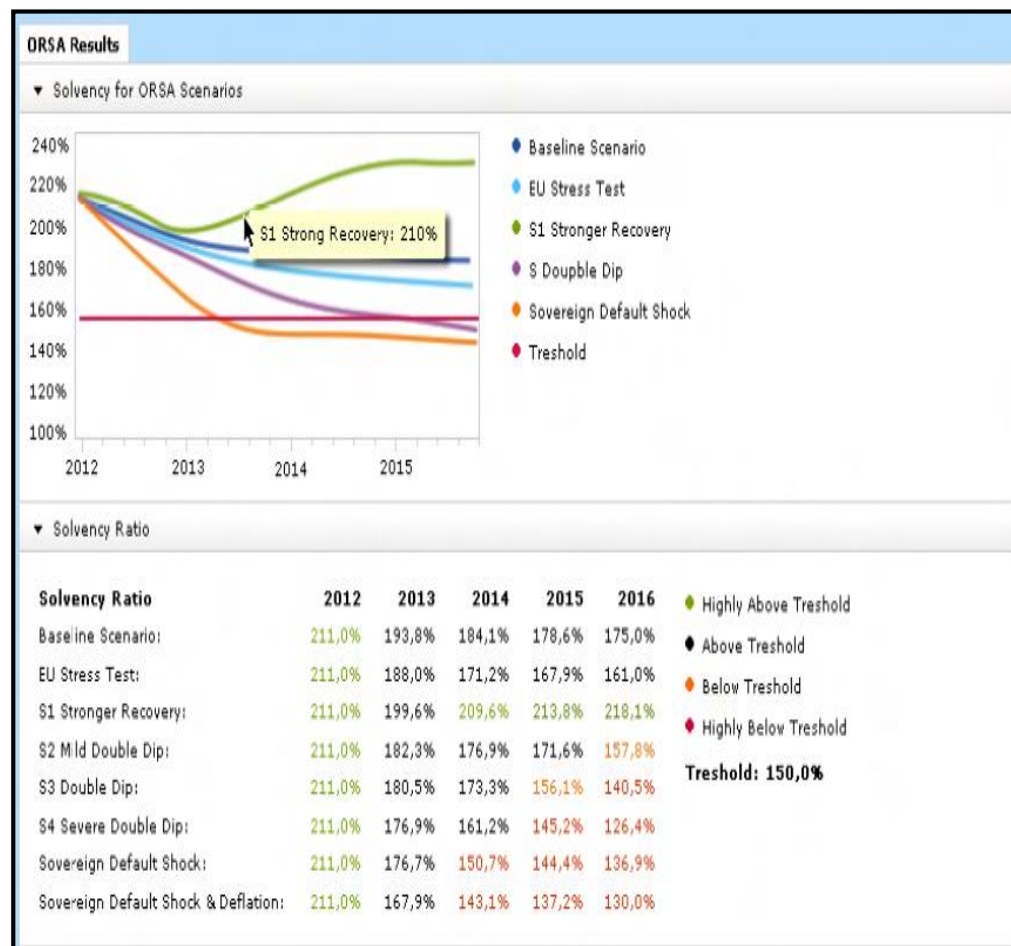 ORSA Results
▼ Solvency for ORSA Scenarios
240%
220%
200%
180%
160%
140%
120%
100%
2012 2013 2014 2015
S1 Strong Recovery: 210%
Baseline Scenario
EU Stress Test
S1 Stronger Recovery
S Doupble Dip
Sovereign Default Shock
Treshold
▼ Solvency Ratio
Solvency Ratio 2012 2013 2014 2015 2016
Baseline Scenario: 211,0% 193,8% 184,1% 178,6% 175,0%
EU Stress Test: 211,0% 188,0% 171,2% 167,9% 161,0%
S1 Stronger Recovery: 211,0% 199,6% 209,6% 213,8% 218,1%
S2 Mild Double Dip: 211,0% 182,3% 176,9% 171,6% 157,8%
S3 Double Dip: 211,0% 180,5% 173,3% 156,1% 140,5%
S4 Severe Double Dip: 211,0% 176,9% 161,2% 145,2% 126,4%
Sovereign Default Shock: 211,0% 176,7% 150,7% 144,4% 136,9%
Sovereign Default Shock & Deflation: 211,0% 167,9% 143,1% 137,2% 130,0%
Highly Above Treshold
Above Treshold
Below Treshold
Highly Below Treshold
Treshold: 150,0%